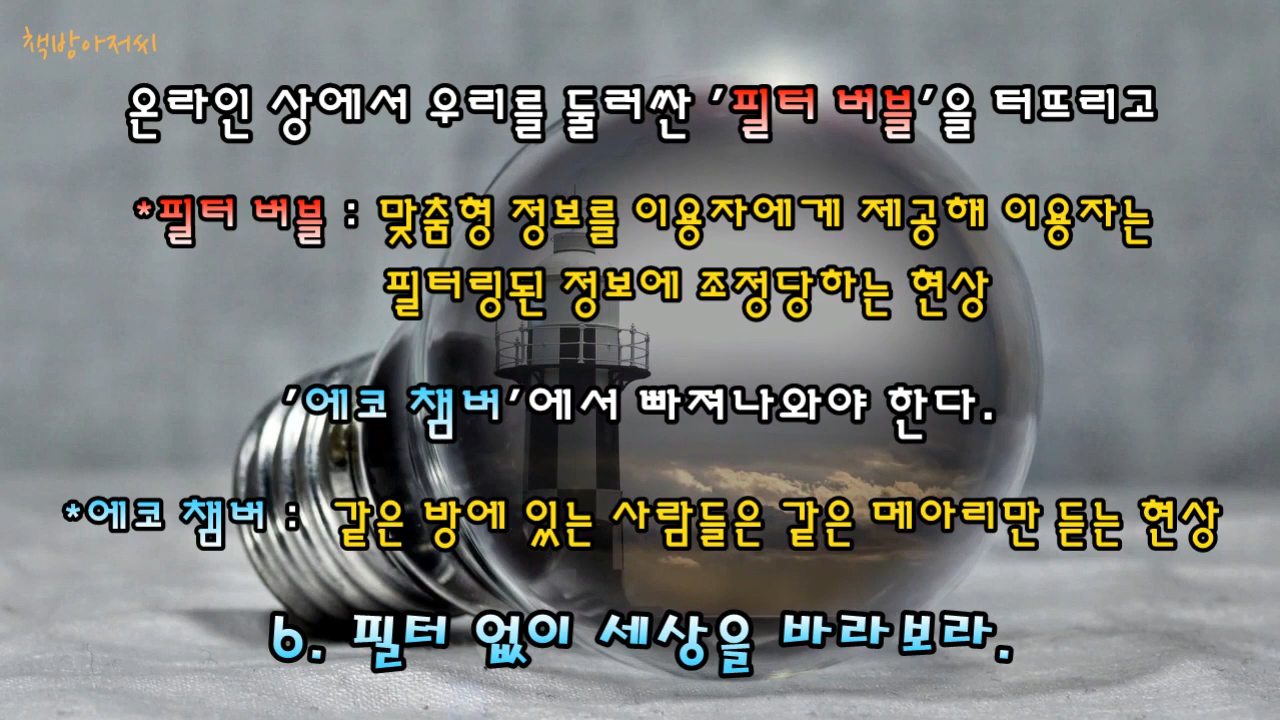 책방아저씨
온라인 상에서 우리를 둘러싼 '필터 버블'을 터뜨리고
*필터 버블 : 맞춤형 정보를 이용자에게 제공해 이용자는
필터링된 정보에 조정당하는 현상
'에코 챔버'에서 빠져나와야 한다.
*에코 챔버 : 같은 방에 있는 사람들은 같은 메아리만 듣는 현상
6. 필터 없이 세상을 바라보라.